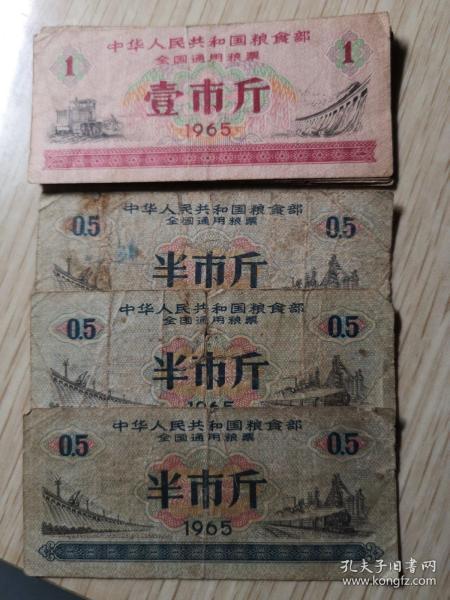 中华人民共和国粮食部
全国通用粮票
1
1
壹市斤
1965
中华人民共和国粮食部
全国通用粮票
0.5
0.5
半市斤
中华人民共和国粮食部
全国通用粮票
0.5
0.5
半市斤
1965
中华人民共和国粮食部
全国通用粮票
0.5
0.5
半市斤
1965
孔夫子旧书网
www.kongfz.com